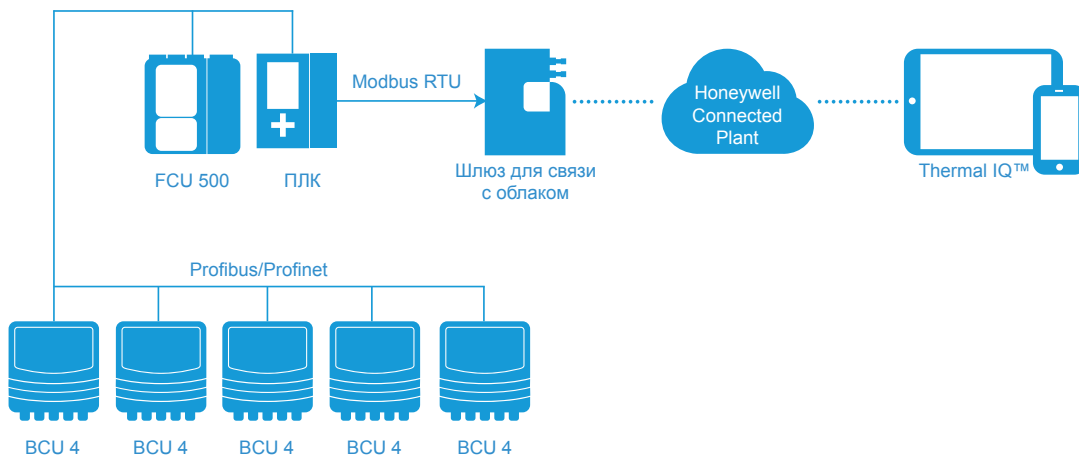 Modbus RTU
Honeywell
Connected
Plant
FCU 500
ПЛК
Шлюз для связи
с облаком
Thermal IQ™
Profibus/Profinet
BCU 4
BCU 4
BCU 4
BCU 4
BCU 4